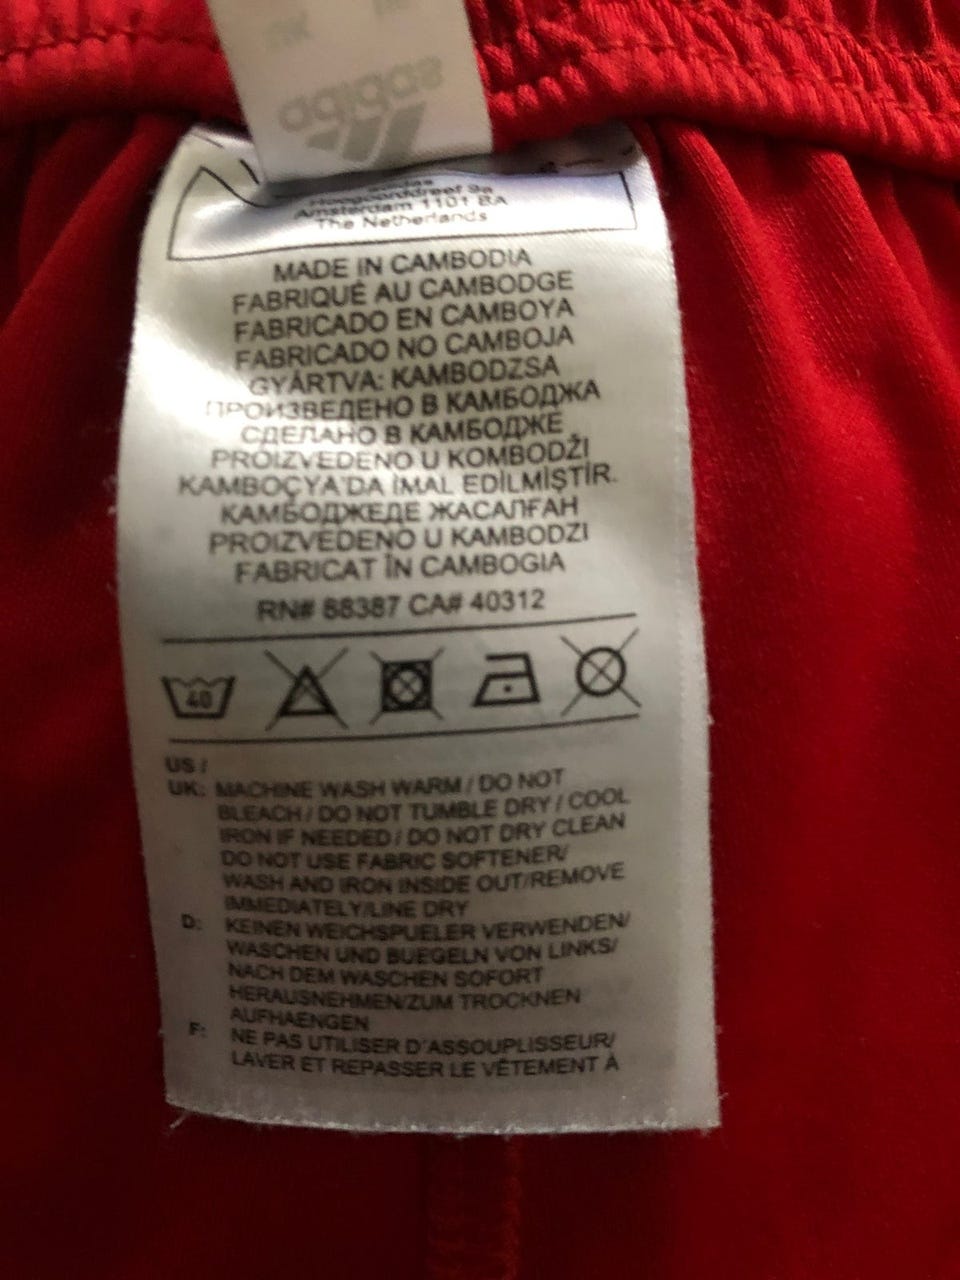 adidas
adidas
Hoogoorddreef 9a
Amsterdam 1101 BA
The Netherlands
MADE IN CAMBODIA
FABRIQUÉ AU CAMBODGE
FABRICADO EN CAMBOYA
FABRICADO NO CAMBOJA
GYÁRTVA: KAMBODZSA
ПРОИЗВЕДЕНО В КАМБОДЖА
СДЕЛАНО В КАМБОДЖЕ
PROIZVEDENO U KOMBODŽI
KAMBOÇYA'DA İMAL EDİLMİŞTİR.
КАМБОДЖЕДЕ ЖАСАЛҒАН
PROIZVEDENO U KAMBODZI
FABRICAT ÎN CAMBOGIA
RN# 88387 CA# 40312
40
US /
UK: MACHINE WASH WARM / DO NOT
BLEACH / DO NOT TUMBLE DRY / COOL
IRON IF NEEDED / DO NOT DRY CLEAN
DO NOT USE FABRIC SOFTENER/
WASH AND IRON INSIDE OUT/REMOVE
IMMEDIATELY/LINE DRY
D: KEINEN WEICHSPUELER VERWENDEN/
WASCHEN UND BUEGELN VON LINKS/
NACH DEM WASCHEN SOFORT
HERAUSNEHMEN/ZUM TROCKNEN
AUFHAENGEN
F: NE PAS UTILISER D'ASSOUPLISSEUR/
LAVER ET REPASSER LE VÊTEMENT À